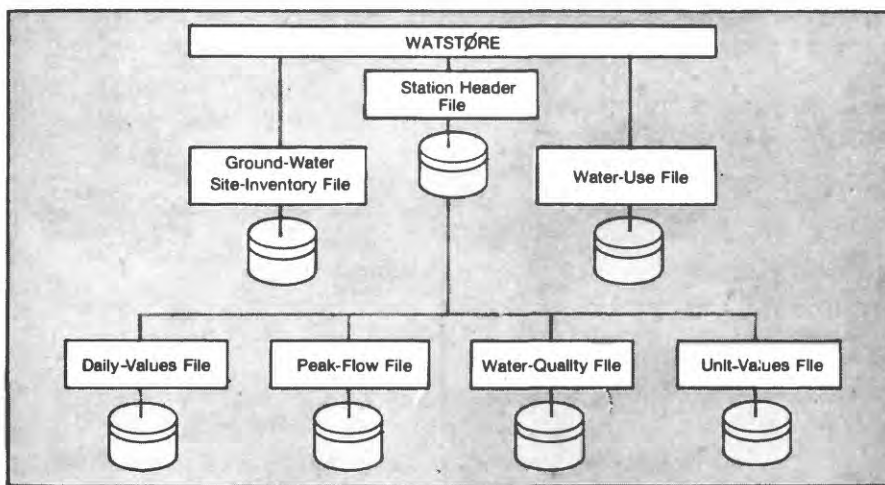 WATSTØRE
Station Header
File
Ground-Water
Site-Inventory File
Water-Use File
Daily-Values File
Peak-Flow File
Water-Quality File
Unit-Values File